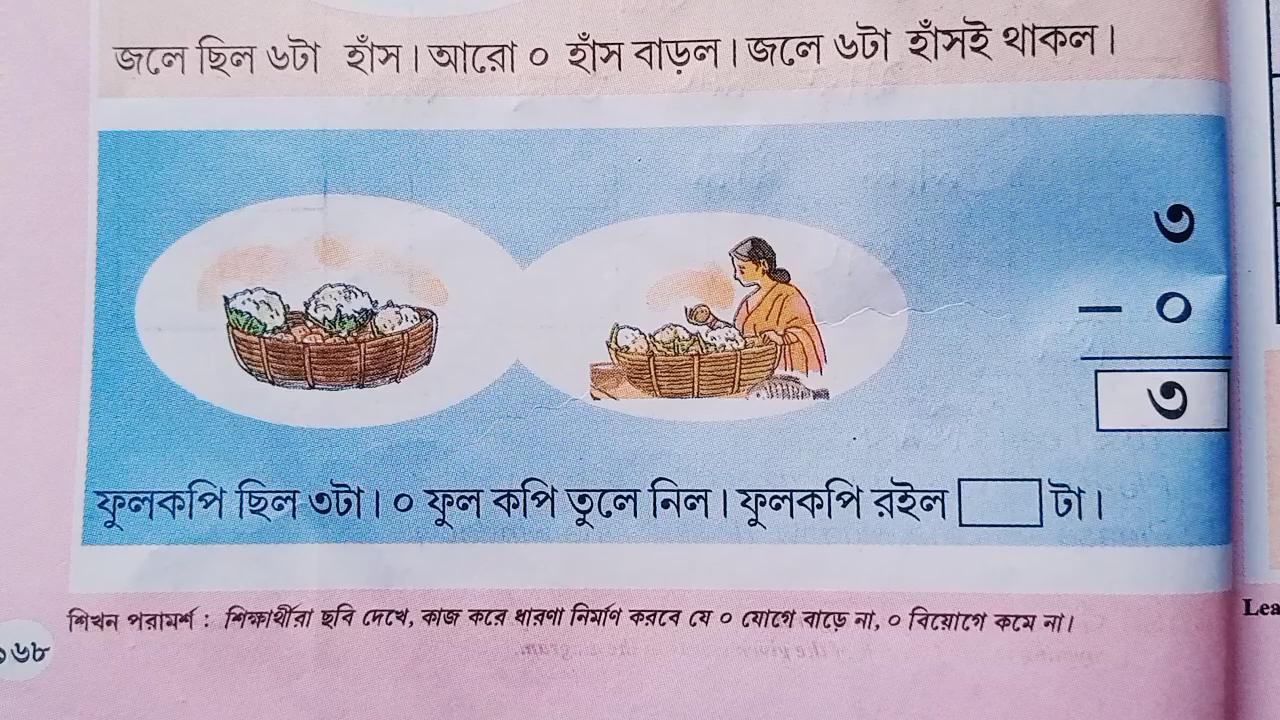 জলে ছিল ৬টা হাঁস। আরো ০ হাঁস বাড়ল। জলে ৬টা হাঁসই থাকল।
৩
— ০
৩
ফুলকপি ছিল ৩টা। ০ ফুল কপি তুলে নিল। ফুলকপি রইল টা।
শিখন পরামর্শ : শিক্ষার্থীরা ছবি দেখে, কাজ করে ধারণা নির্মাণ করবে যে ০ যোগে বাড়ে না, ০ বিয়োগে কমে না।
১৬৮
Lea